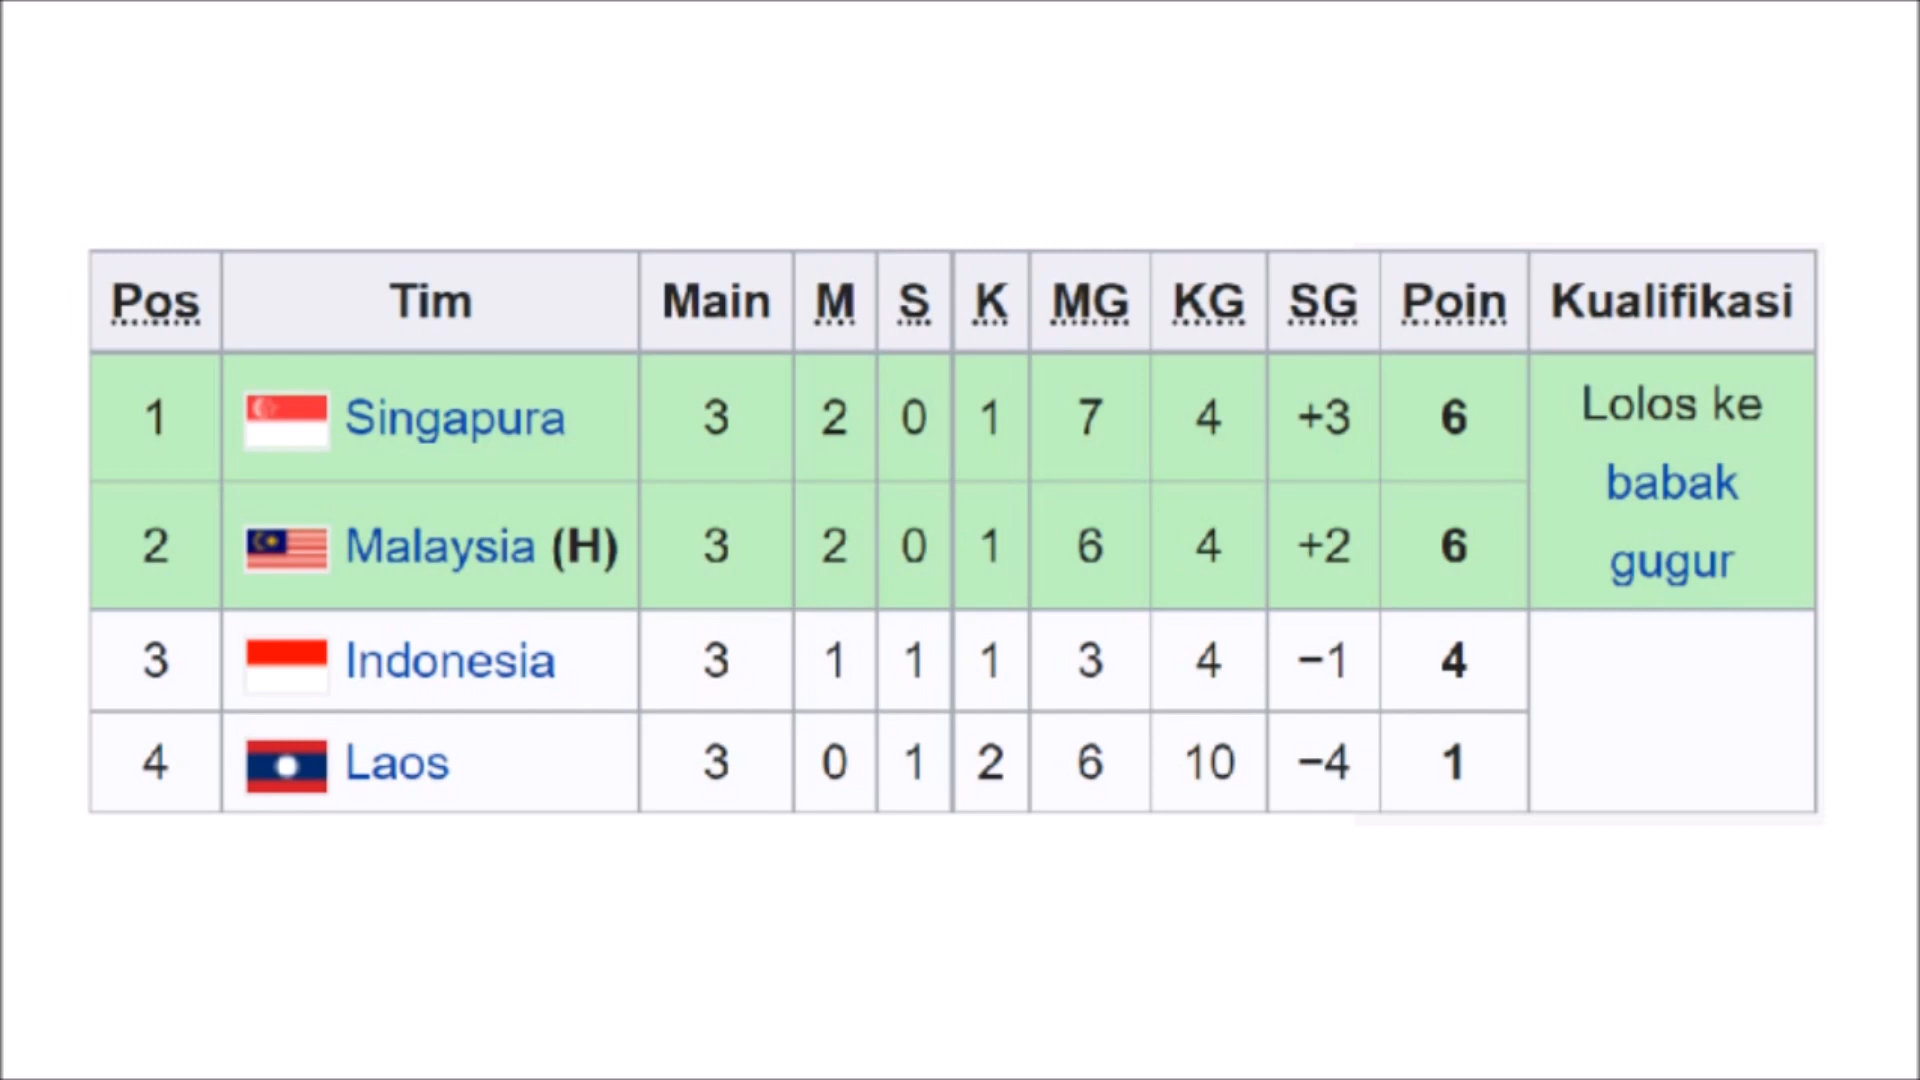 Pos Tim Main M S K MG KG SG Poin Kualifikasi
1 Singapura 3 2 0 1 7 4 +3 6 Lolos ke
babak
2 Malaysia (H) 3 2 0 1 6 4 +2 6
gugur
3 Indonesia 3 1 1 1 3 4 −1 4
4 Laos 3 0 1 2 6 10 −4 1